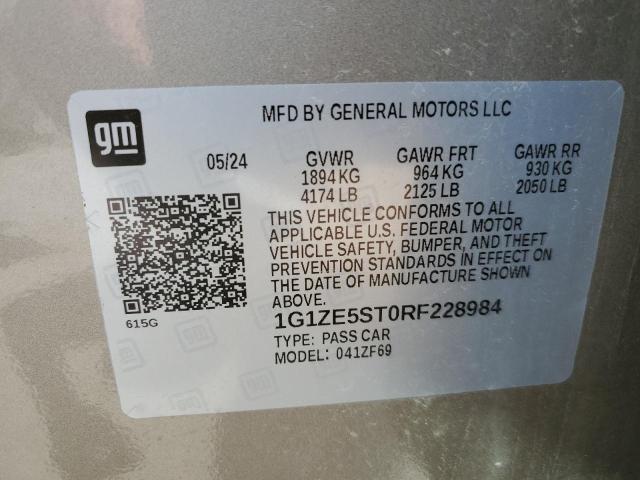 gm
MFD BY GENERAL MOTORS LLC
05/24 GVWR GAWR FRT GAWR RR
1894 KG 964 KG 930 KG
4174 LB 2125 LB 2050 LB
THIS VEHICLE CONFORMS TO ALL
APPLICABLE U.S. FEDERAL MOTOR
VEHICLE SAFETY, BUMPER, AND THEFT
PREVENTION STANDARDS IN EFFECT ON
THE DATE OF MANUFACTURE SHOWN
ABOVE.
615G
1G1ZE5ST0RF228984
TYPE: PASS CAR
MODEL: 041ZF69